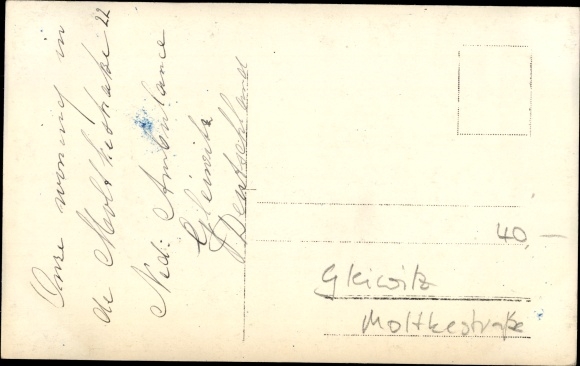 Onze woning in
de Moltkestraße 22
Ned: Ambulance
Gleiwitz
Deutschland
40,—
Gleiwitz
Moltkestraße